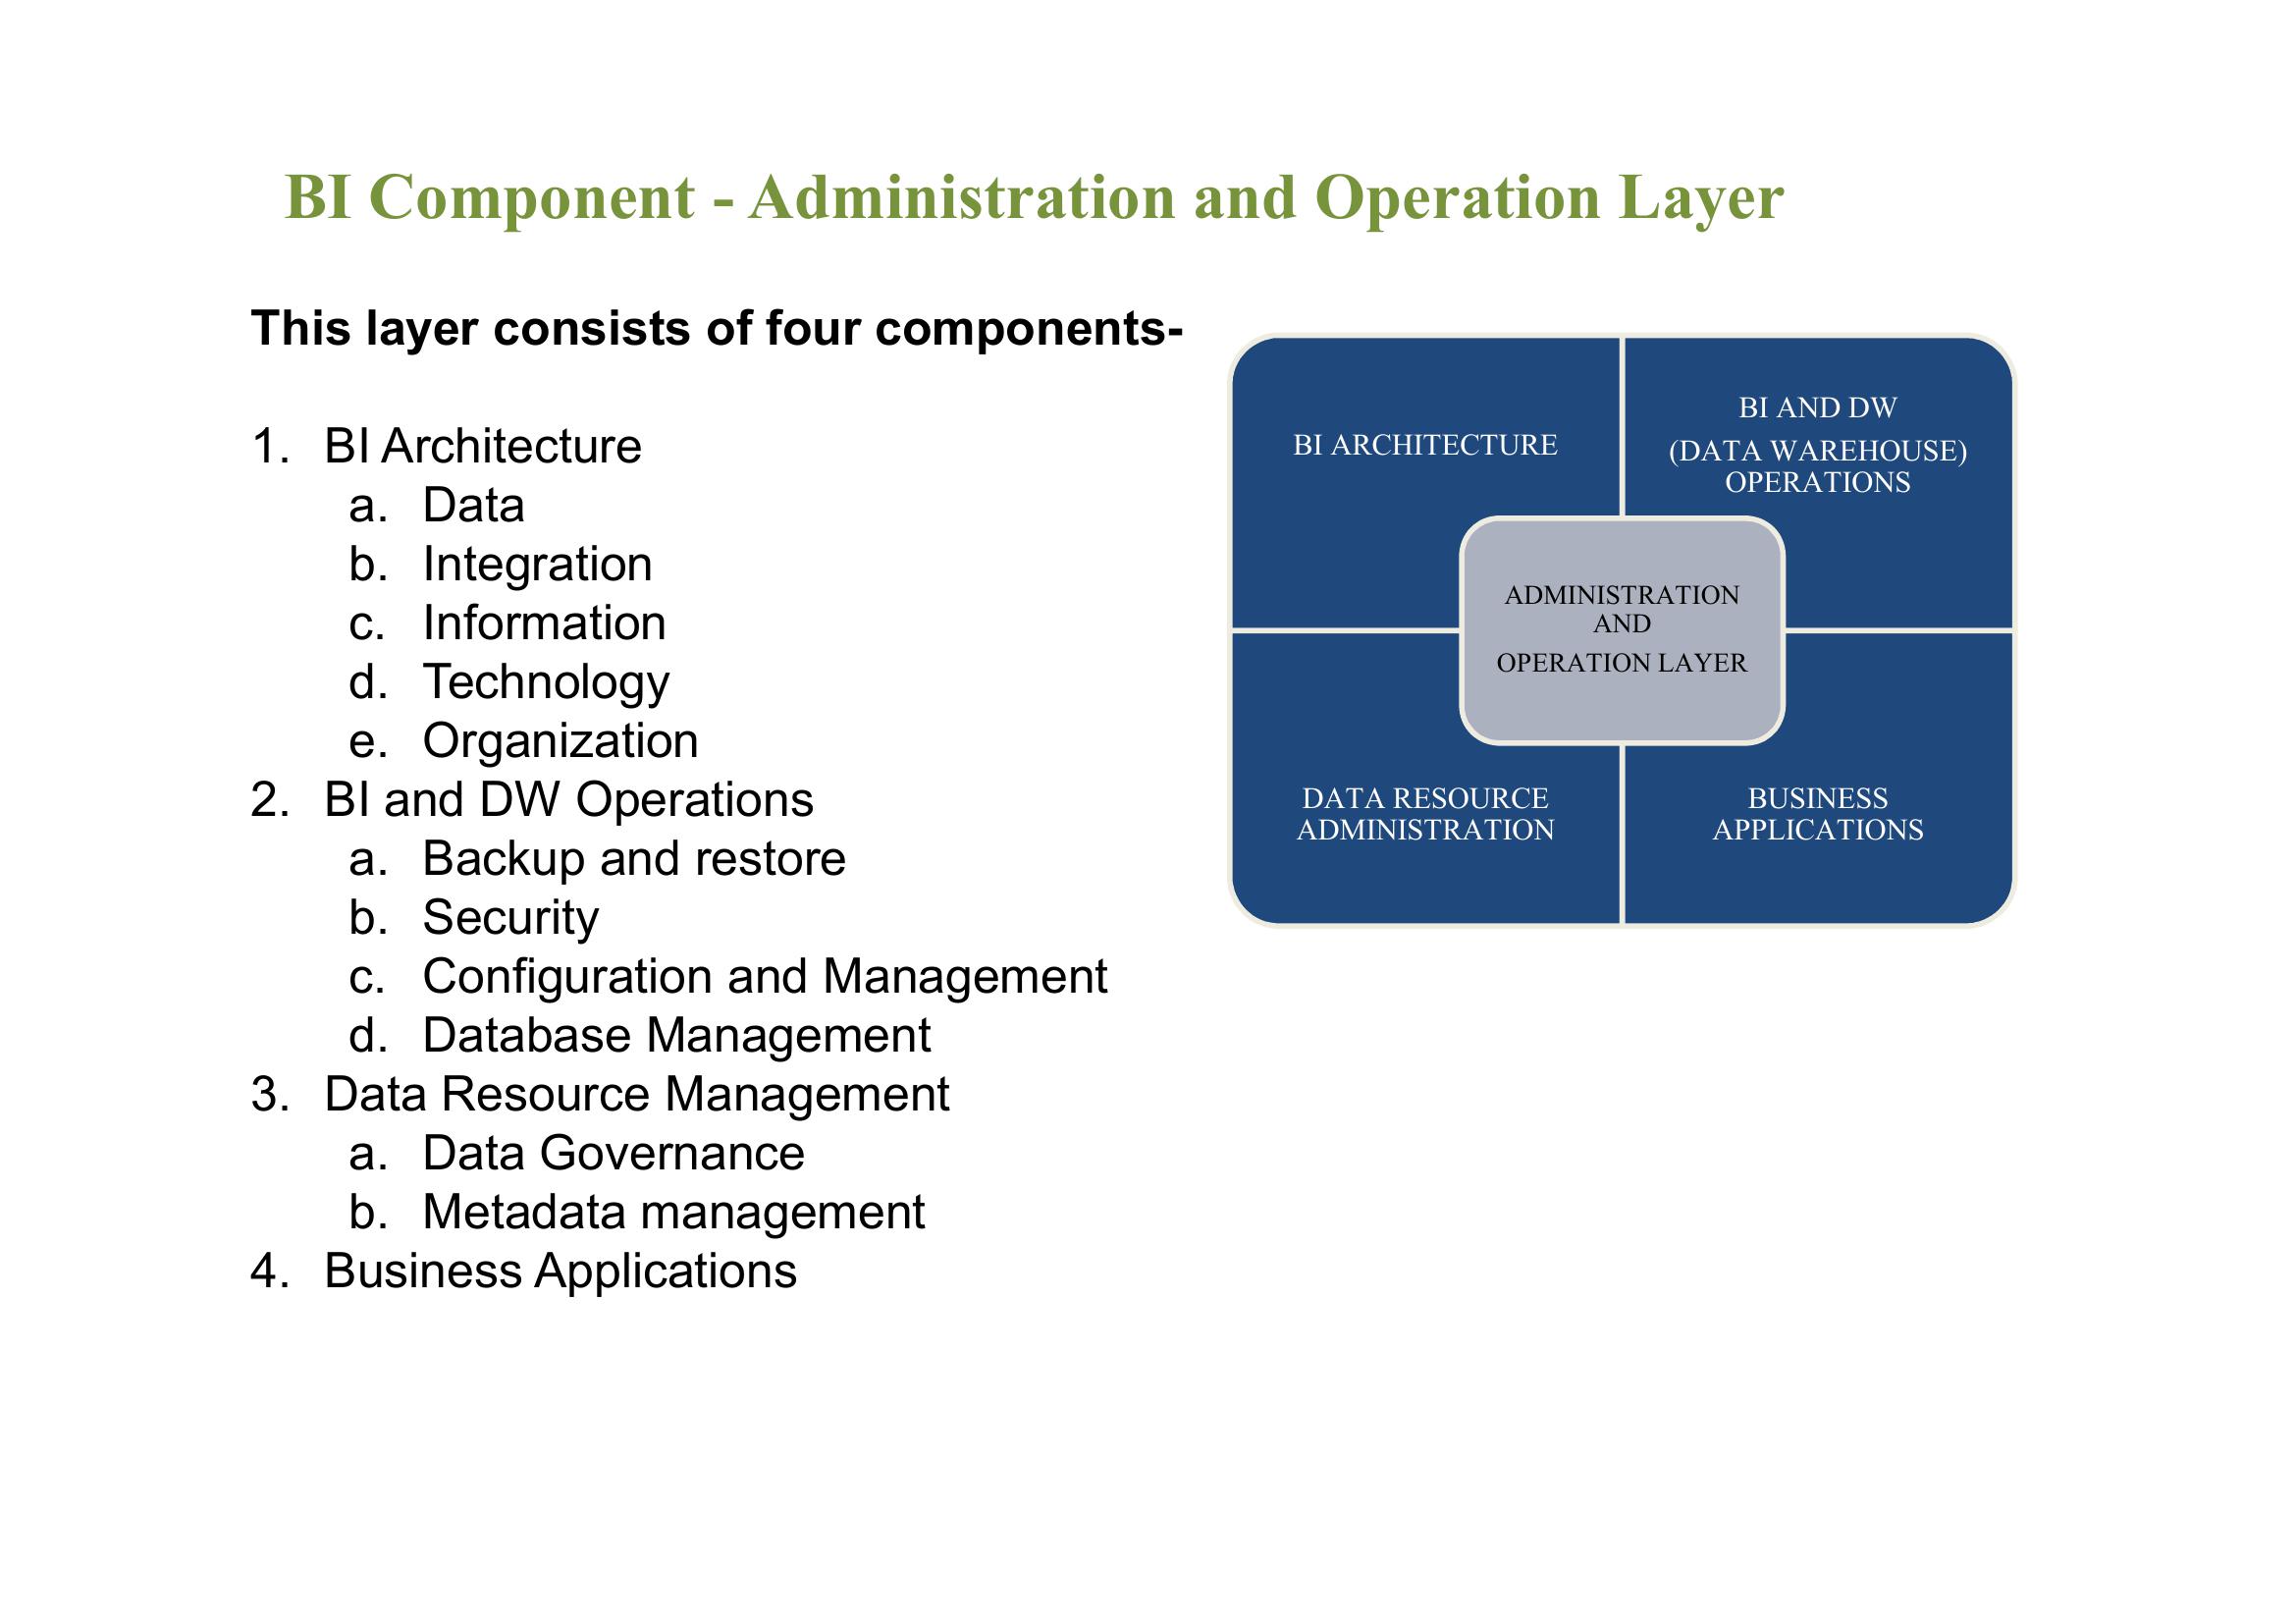 BI Component - Administration and Operation Layer
This layer consists of four components-
1. BI Architecture
a. Data
b. Integration
c. Information
d. Technology
e. Organization
2. BI and DW Operations
a. Backup and restore
b. Security
c. Configuration and Management
d. Database Management
3. Data Resource Management
a. Data Governance
b. Metadata management
4. Business Applications
BI ARCHITECTURE
BI AND DW
(DATA WAREHOUSE)
OPERATIONS
ADMINISTRATION
AND
OPERATION LAYER
DATA RESOURCE
ADMINISTRATION
BUSINESS
APPLICATIONS